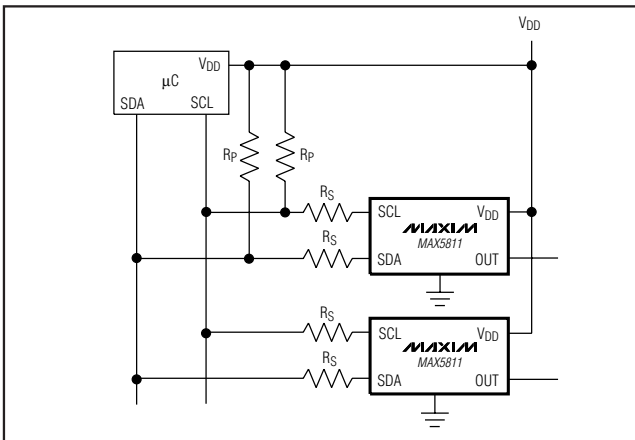 VDD
µC
VDD
SDA
SCL
RP
RP
RS
SCL
VDD
MAXIM
MAX5811
RS
SDA
OUT
RS
SCL
VDD
MAXIM
MAX5811
RS
SDA
OUT